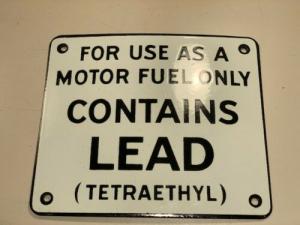 FOR USE AS A
MOTOR FUEL ONLY
CONTAINS
LEAD
(TETRAETHYL)